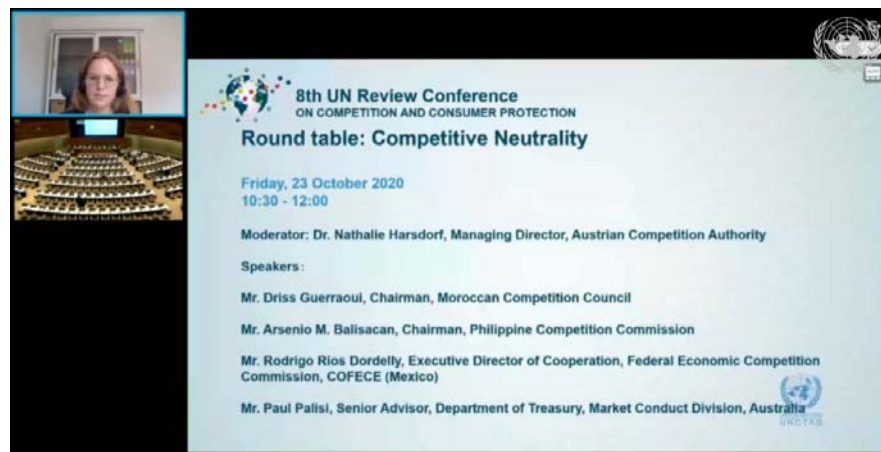 8th UN Review Conference
ON COMPETITION AND CONSUMER PROTECTION
Round table: Competitive Neutrality
Friday, 23 October 2020
10:30 - 12:00
Moderator: Dr. Nathalie Harsdorf, Managing Director, Austrian Competition Authority
Speakers:
Mr. Driss Guerraoui, Chairman, Moroccan Competition Council
Mr. Arsenio M. Balisacan, Chairman, Philippine Competition Commission
Mr. Rodrigo Rios Dordelly, Executive Director of Cooperation, Federal Economic Competition
Commission, COFECE (Mexico)
Mr. Paul Palisi, Senior Advisor, Department of Treasury, Market Conduct Division, Australia
UNCTAD